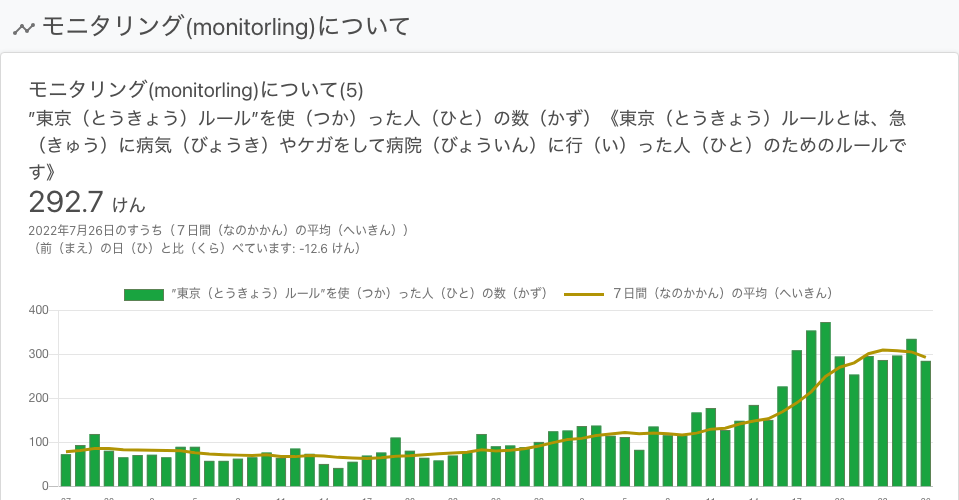 モニタリング(monitorling)について
モニタリング(monitorling)について(5)
”東京（とうきょう）ルール”を使（つか）った人（ひと）の数（かず）《東京（とうきょう）ルールとは、急
（きゅう）に病気（びょうき）やケガをして病院（びょういん）に行（い）った人（ひと）のためのルールで
す》
292.7 けん
2022年7月26日のすうち（７日間（なのかかん）の平均（へいきん））
（前（まえ）の日（ひ）と比（くら）べています: -12.6 けん）
”東京（とうきょう）ルール”を使（つか）った人（ひと）の数（かず） ７日間（なのかかん）の平均（へいきん）
400
300
200
100
0